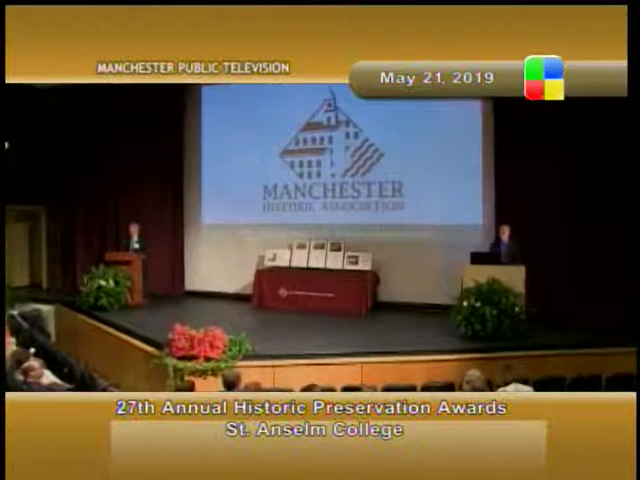 MANCHESTER PUBLIC TELEVISION
May 21, 2019
MANCHESTER
HISTORIC ASSOCIATION
27th Annual Historic Preservation Awards
St. Anselm College